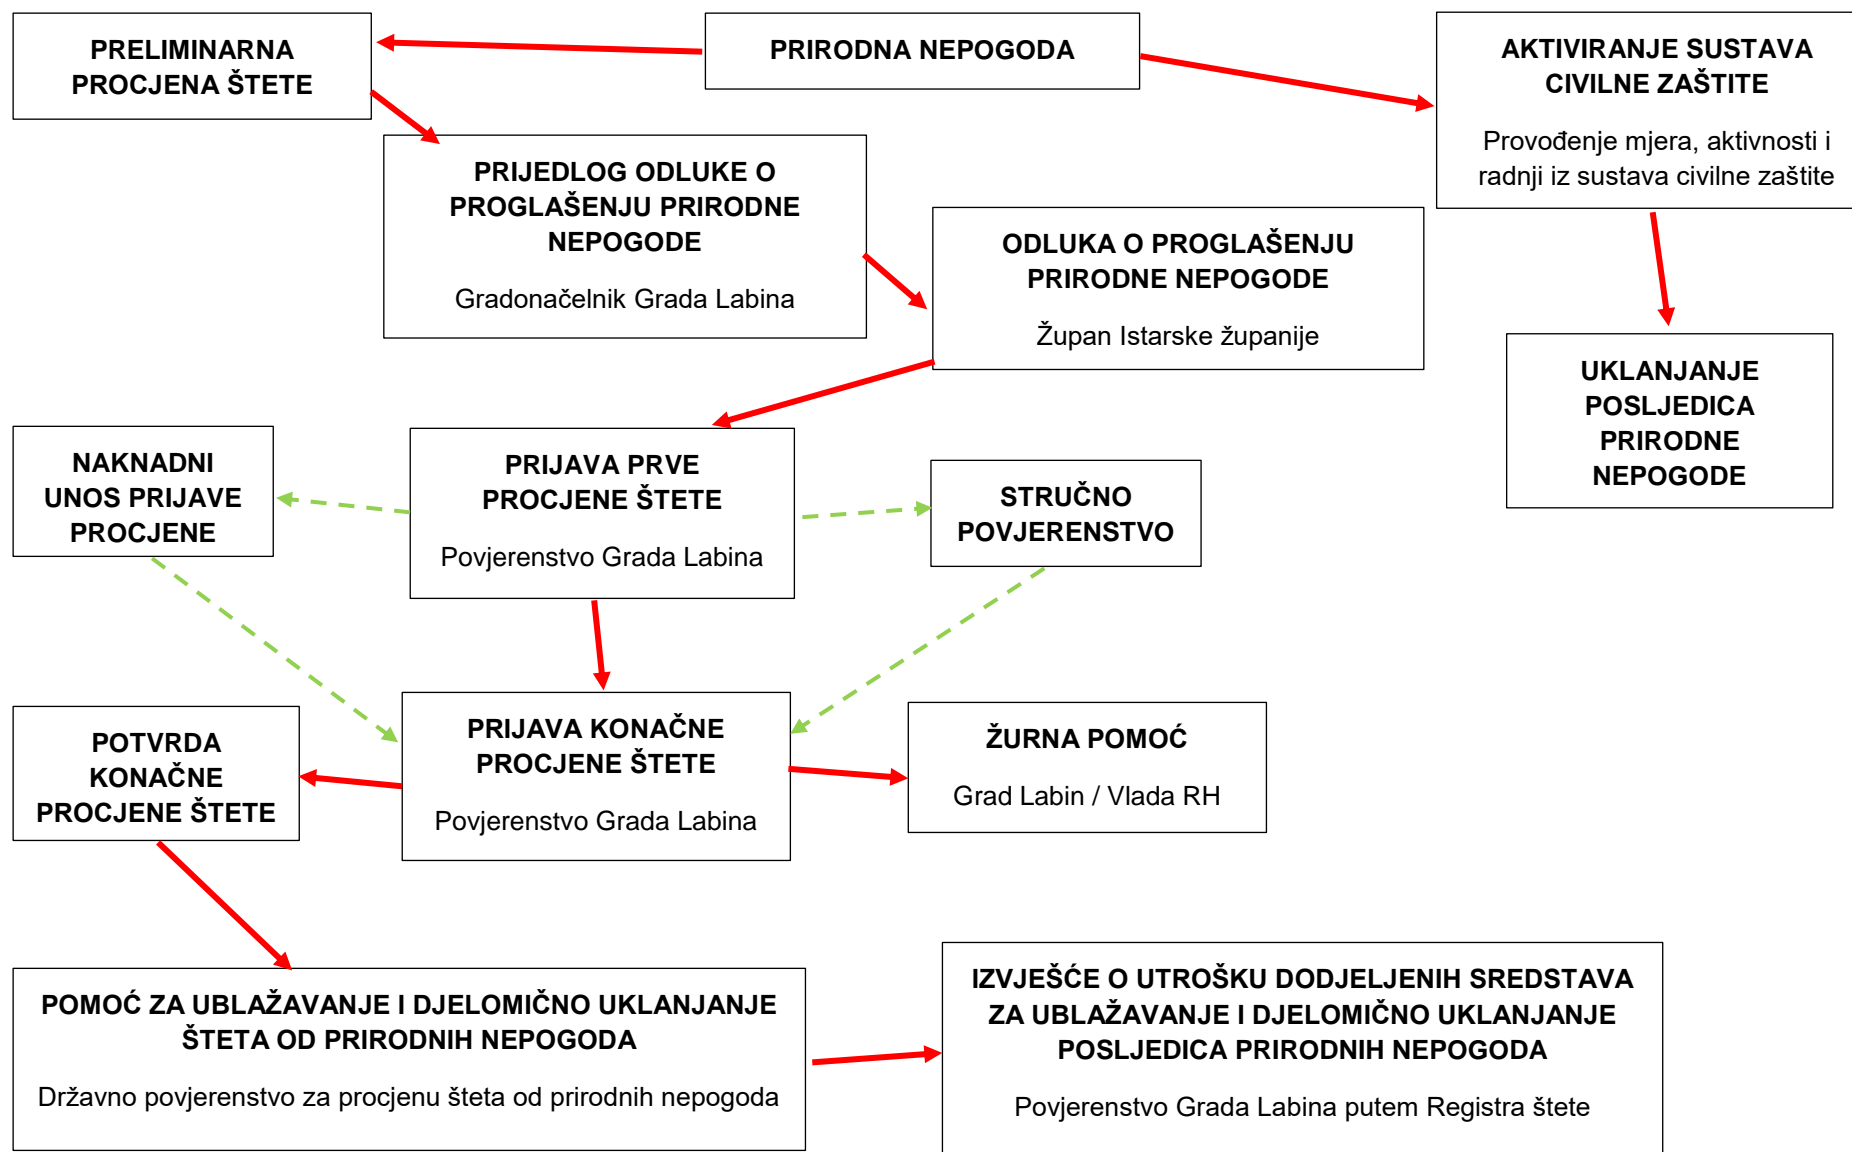 PRELIMINARNA
PROCJENA ŠTETE
PRIRODNA NEPOGODA
AKTIVIRANJE SUSTAVA
CIVILNE ZAŠTITE
Provođenje mjera, aktivnosti i
radnji iz sustava civilne zaštite
PRIJEDLOG ODLUKE O
PROGLAŠENJU PRIRODNE
NEPOGODE
Gradonačelnik Grada Labina
ODLUKA O PROGLAŠENJU
PRIRODNE NEPOGODE
Župan Istarske županije
UKLANJANJE
POSLJEDICA
PRIRODNE
NEPOGODE
NAKNADNI
UNOS PRIJAVE
PROCJENE
PRIJAVA PRVE
PROCJENE ŠTETE
Povjerenstvo Grada Labina
STRUČNO
POVJERENSTVO
POTVRDA
KONAČNE
PROCJENE ŠTETE
PRIJAVA KONAČNE
PROCJENE ŠTETE
Povjerenstvo Grada Labina
ŽURNA POMOĆ
Grad Labin / Vlada RH
POMOĆ ZA UBLAŽAVANJE I DJELOMIČNO UKLANJANJE
ŠTETA OD PRIRODNIH NEPOGODA
Državno povjerenstvo za procjenu šteta od prirodnih nepogoda
IZVJEŠĆE O UTROŠKU DODJELJENIH SREDSTAVA
ZA UBLAŽAVANJE I DJELOMIČNO UKLANJANJE
POSLJEDICA PRIRODNIH NEPOGODA
Povjerenstvo Grada Labina putem Registra štete